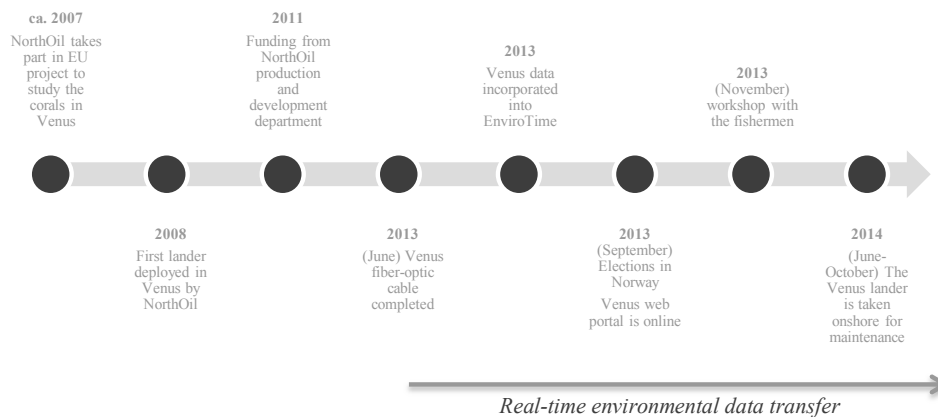 ca. 2007
NorthOil takes
part in EU
project to
study the
corals in
Venus
2008
First lander
deployed in
Venus by
NorthOil
2011
Funding from
NorthOil
production
and
development
department
2013
(June) Venus
fiber-optic
cable
completed
2013
Venus data
incorporated
into
EnviroTime
2013
(September)
Elections in
Norway
Venus web
portal is online
2013
(November)
workshop with
the fishermen
2014
(June-
October) The
Venus lander
is taken
onshore for
maintenance
Real-time environmental data transfer